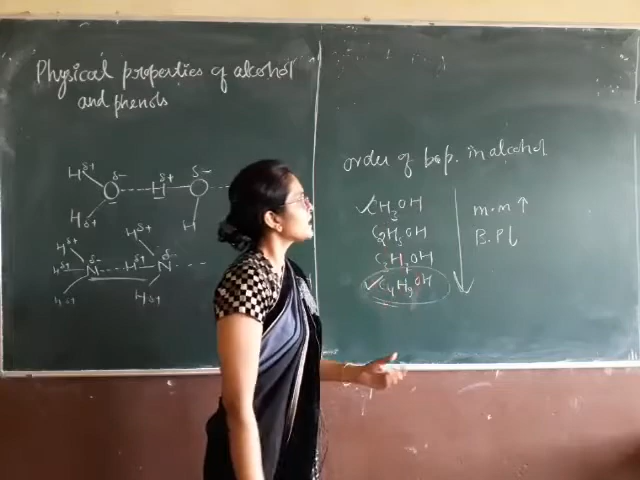 Physical properties of alcohol
and phenols
H δ+ δ- δ+ δ-
O --- H — O ---
H δ+ H
H δ+ H δ+ δ-
H δ+ N --- H δ+ N ---
H δ+ H δ+
order of b.p. in alcohol
CH3OH
C2H5OH
C3H7OH
C4H9OH
m.m ↑
B.P